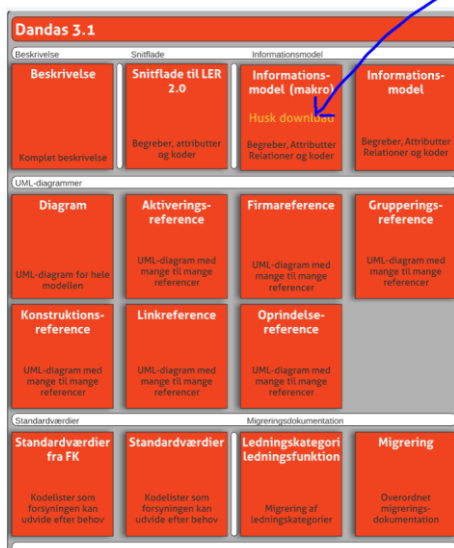 Dandas 3.1
Beskrivelse
Snitflade
Informationsmodel
Beskrivelse
Komplet beskrivelse
Snitflade til LER
2.0
Begreber, attributter
og koder
Informations-
model (makro)
Husk download
Begreber, Attributter
Relationer og koder
Informations-
model
Begreber, Attributter
Relationer og koder
UML-diagrammer
Diagram
UML-diagram for hele
modellen
Aktiverings-
reference
UML-diagram med
mange til mange
referencer
Firmareference
UML-diagram med
mange til mange
referencer
Grupperings-
reference
UML-diagram med
mange til mange
referencer
Konstruktions-
reference
UML-diagram med
mange til mange
referencer
Linkreference
UML-diagram med
mange til mange
referencer
Oprindelse-
reference
UML-diagram med
mange til mange
referencer
Standardværdier
Migreringsdokumentation
Standardværdier
fra FK
Kodelister som
forsyningen kan
udvide efter behov
Standardværdier
Kodelister som
forsyningen kan
udvide efter behov
Ledningskategori
ledningsfunktion
Migrering af
ledningskategorier
Migrering
Overordnet
migrerings-
dokumentation